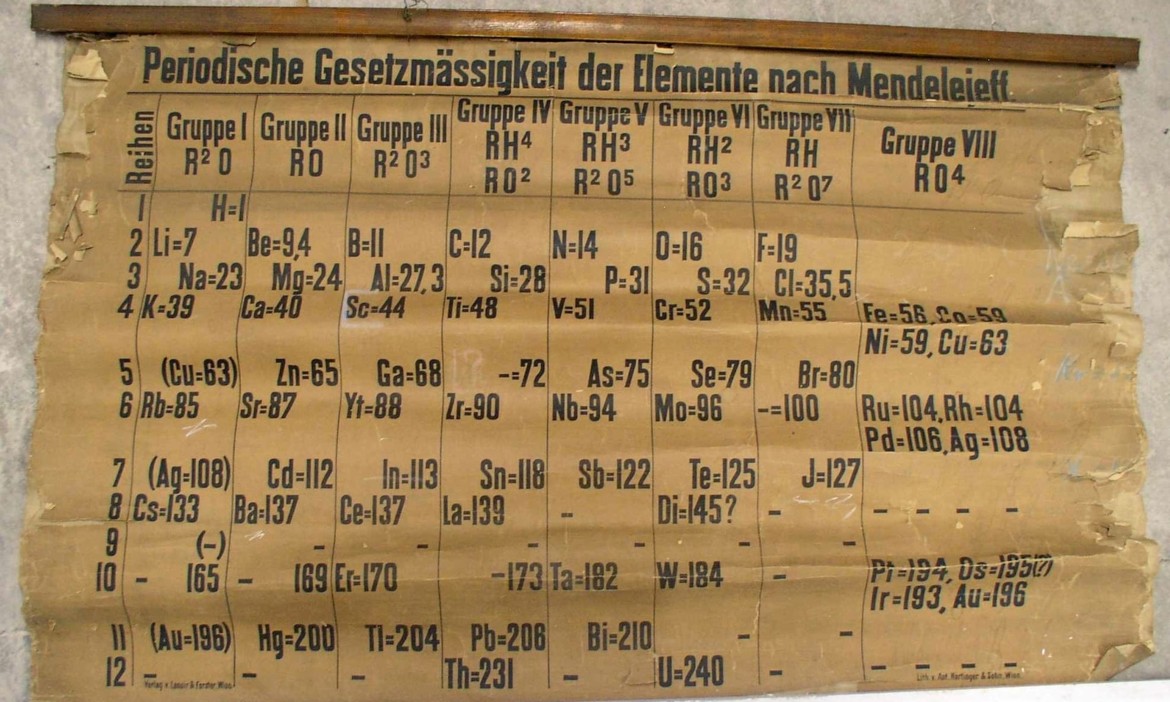 Periodische Gesetzmässigkeit der Elemente nach Mendelejeff.
Reihen Gruppe I R²O Gruppe II RO Gruppe III R²O³ Gruppe IV RH⁴ RO² Gruppe V RH³ R²O⁵ Gruppe VI RH² RO³ Gruppe VII RH R²O⁷ Gruppe VIII RO⁴
1 H=1
2 Li=7 Be=9,4 B=11 C=12 N=14 O=16 F=19
3 Na=23 Mg=24 Al=27,3 Si=28 P=31 S=32 Cl=35,5
4 K=39 Ca=40 Sc=44 Ti=48 V=51 Cr=52 Mn=55 Fe=56, Co=59
Ni=59, Cu=63
5 (Cu=63) Zn=65 Ga=68 -=72 As=75 Se=79 Br=80
6 Rb=85 Sr=87 Yt=88 Zr=90 Nb=94 Mo=96 -=100 Ru=104, Rh=104
Pd=106, Ag=108
7 (Ag=108) Cd=112 In=113 Sn=118 Sb=122 Te=125 J=127
8 Cs=133 Ba=137 Ce=137 La=139 - Di=145? - - - - -
9 (-) - - - - - -
10 - 165 - 169 Er=170 -173 Ta=182 W=184 - Pt=194, Os=195(?)
Ir=193, Au=196
11 (Au=196) Hg=200 Tl=204 Pb=206 Bi=210 - -
12 - - - Th=231 - U=240 - - - - -
Verlag v. Lenoir & Forster, Wien. Lith. v. Ant. Hartinger & Sohn, Wien.